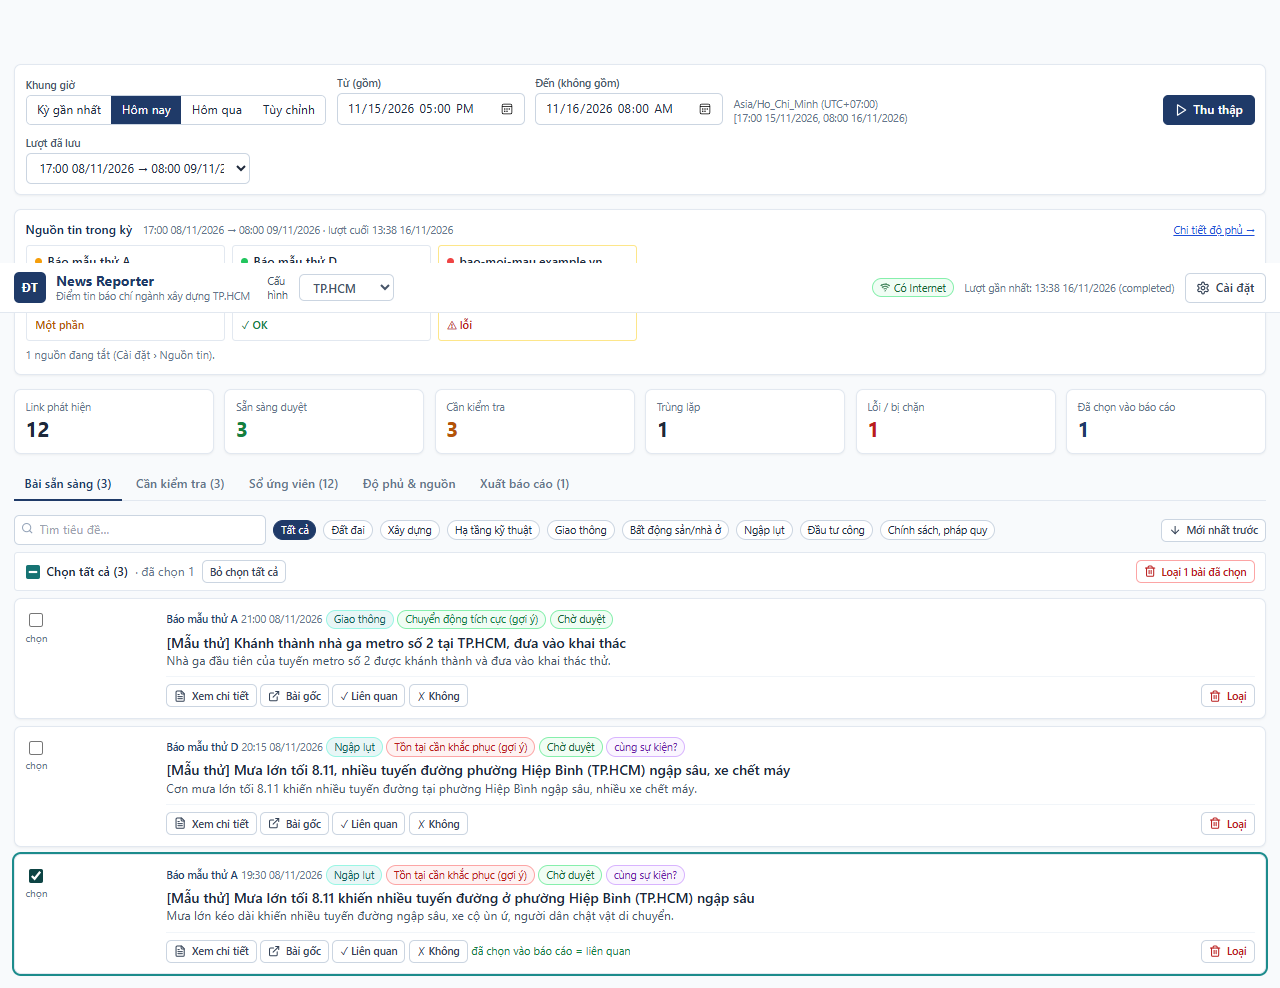 Khung giờ
Kỳ gần nhất
Hôm nay
Hôm qua
Tùy chỉnh
Từ (gồm)
11/15/2026 05:00 PM
Đến (không gồm)
11/16/2026 08:00 AM
Asia/Ho_Chi_Minh (UTC+07:00)
[17:00 15/11/2026, 08:00 16/11/2026)
Thu thập
Lượt đã lưu
17:00 08/11/2026 → 08:00 09/11/2
Nguồn tin trong kỳ
17:00 08/11/2026 → 08:00 09/11/2026 · lượt cuối 13:38 16/11/2026
Chi tiết độ phủ →
Báo mẫu thử A
Báo mẫu thử D
bao-moi-mau.example.vn
ĐT
News Reporter
Điểm tin báo chí ngành xây dựng TP.HCM
Cấu hình
TP.HCM
Có Internet
Lượt gần nhất: 13:38 16/11/2026 (completed)
Cài đặt
Một phần
✓ OK
⚠ lỗi
1 nguồn đang tắt (Cài đặt › Nguồn tin).
Link phát hiện
12
Sẵn sàng duyệt
3
Cần kiểm tra
3
Trùng lặp
1
Lỗi / bị chặn
1
Đã chọn vào báo cáo
1
Bài sẵn sàng (3)
Cần kiểm tra (3)
Sổ ứng viên (12)
Độ phủ & nguồn
Xuất báo cáo (1)
Tìm tiêu đề...
Tất cả
Đất đai
Xây dựng
Hạ tầng kỹ thuật
Giao thông
Bất động sản/nhà ở
Ngập lụt
Đầu tư công
Chính sách, pháp quy
Mới nhất trước
Chọn tất cả (3) · đã chọn 1
Bỏ chọn tất cả
Loại 1 bài đã chọn
chọn
Báo mẫu thử A 21:00 08/11/2026 Giao thông Chuyển động tích cực (gợi ý) Chờ duyệt
[Mẫu thử] Khánh thành nhà ga metro số 2 tại TP.HCM, đưa vào khai thác
Nhà ga đầu tiên của tuyến metro số 2 được khánh thành và đưa vào khai thác thử.
Xem chi tiết
Bài gốc
✓ Liên quan
✗ Không
Loại
chọn
Báo mẫu thử D 20:15 08/11/2026 Ngập lụt Tồn tại cần khắc phục (gợi ý) Chờ duyệt cùng sự kiện?
[Mẫu thử] Mưa lớn tối 8.11, nhiều tuyến đường phường Hiệp Bình (TP.HCM) ngập sâu, xe chết máy
Cơn mưa lớn tối 8.11 khiến nhiều tuyến đường tại phường Hiệp Bình ngập sâu, nhiều xe chết máy.
Xem chi tiết
Bài gốc
✓ Liên quan
✗ Không
Loại
chọn
Báo mẫu thử A 19:30 08/11/2026 Ngập lụt Tồn tại cần khắc phục (gợi ý) Chờ duyệt cùng sự kiện?
[Mẫu thử] Mưa lớn tối 8.11 khiến nhiều tuyến đường ở phường Hiệp Bình (TP.HCM) ngập sâu
Mưa lớn kéo dài khiến nhiều tuyến đường ngập sâu, xe cộ ùn ứ, người dân chật vật di chuyển.
Xem chi tiết
Bài gốc
✓ Liên quan
✗ Không
đã chọn vào báo cáo = liên quan
Loại